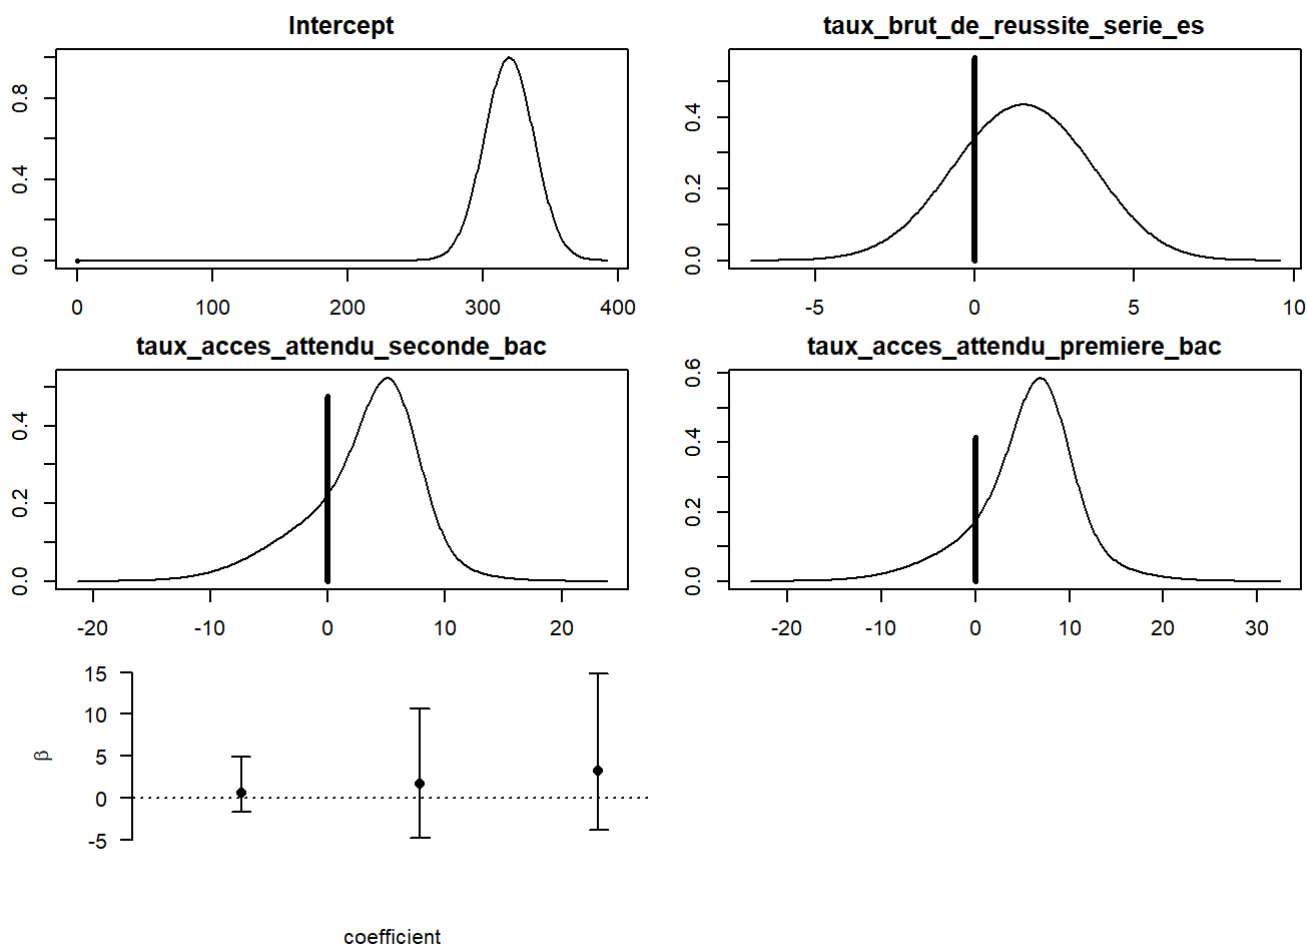 Intercept
0.0 0.4 0.8
0 100 200 300 400
taux_brut_de_reussite_serie_es
0.0 0.2 0.4
-5 0 5 10
taux_acces_attendu_seconde_bac
0.0 0.2 0.4
-20 -10 0 10 20
taux_acces_attendu_premiere_bac
0.0 0.2 0.4 0.6
-20 -10 0 10 20 30
15
10
5
0
-5
β
coefficient